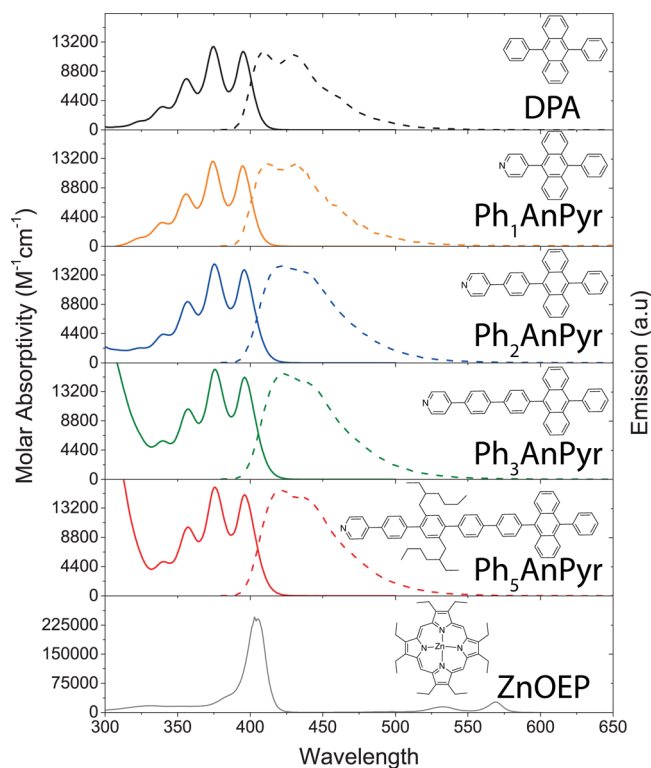 13200
8800
4400
0
DPA
13200
8800
4400
0
N
Ph₁AnPyr
13200
8800
4400
0
N
Ph₂AnPyr
13200
8800
4400
0
N
Ph₃AnPyr
13200
8800
4400
0
N
Ph₅AnPyr
225000
150000
75000
0
N
N Zn N
N
ZnOEP
300 350 400 450 500 550 600 650
Wavelength
Molar Absorptivity (M⁻¹cm⁻¹)
Emission (a.u)